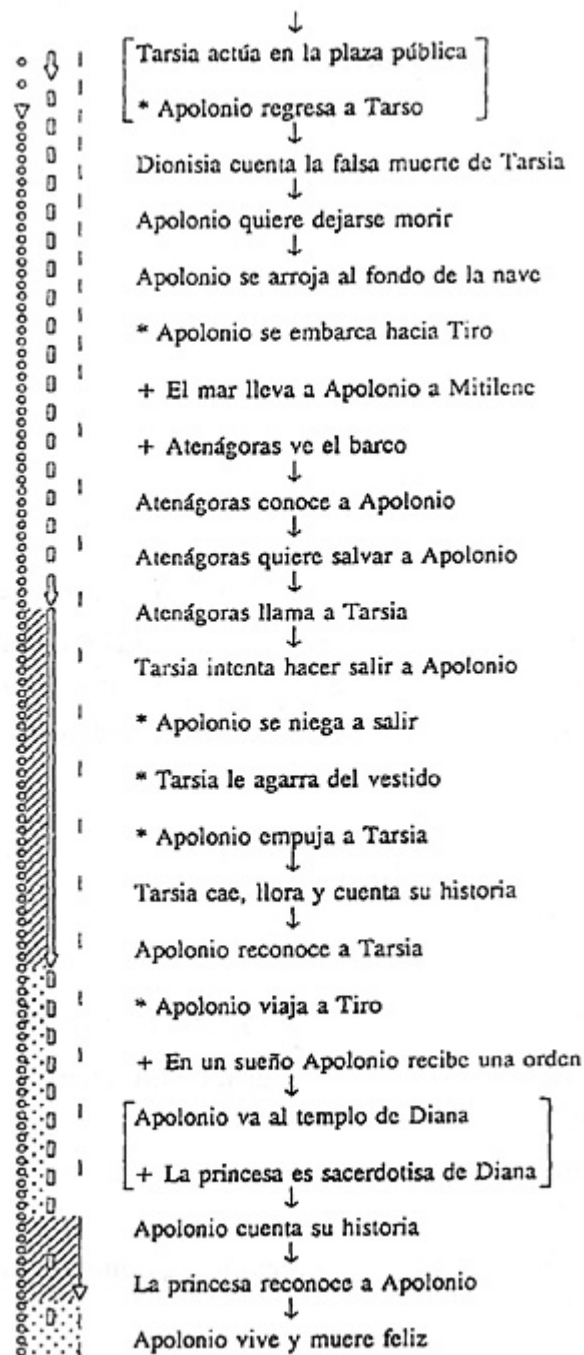 ↓
Tarsia actúa en la plaza pública
* Apolonio regresa a Tarso
↓
Dionisia cuenta la falsa muerte de Tarsia
↓
Apolonio quiere dejarse morir
↓
Apolonio se arroja al fondo de la nave
* Apolonio se embarca hacia Tiro
+ El mar lleva a Apolonio a Mitilene
+ Atenágoras ve el barco
↓
Atenágoras conoce a Apolonio
↓
Atenágoras quiere salvar a Apolonio
↓
Atenágoras llama a Tarsia
↓
Tarsia intenta hacer salir a Apolonio
* Apolonio se niega a salir
* Tarsia le agarra del vestido
* Apolonio empuja a Tarsia
↓
Tarsia cae, llora y cuenta su historia
↓
Apolonio reconoce a Tarsia
* Apolonio viaja a Tiro
+ En un sueño Apolonio recibe una orden
↓
Apolonio va al templo de Diana
+ La princesa es sacerdotisa de Diana
↓
Apolonio cuenta su historia
↓
La princesa reconoce a Apolonio
↓
Apolonio vive y muere feliz